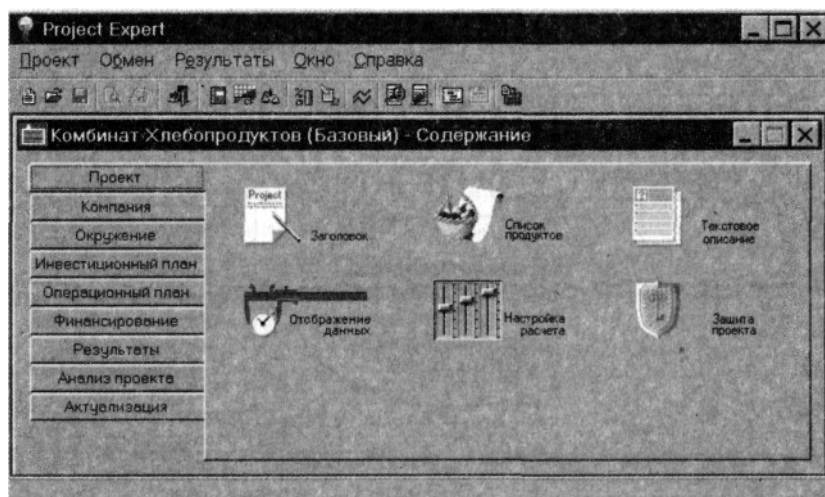 Project Expert
Проект Обмен Результаты Окно Справка
Комбинат Хлебопродуктов (Базовый) - Содержание
Проект
Компания
Окружение
Инвестиционный план
Операционный план
Финансирование
Результаты
Анализ проекта
Актуализация
Project
Заголовок
Список
продуктов
Текстовое
описание
Отображение
данных
Настройка
расчета
Защита
проекта